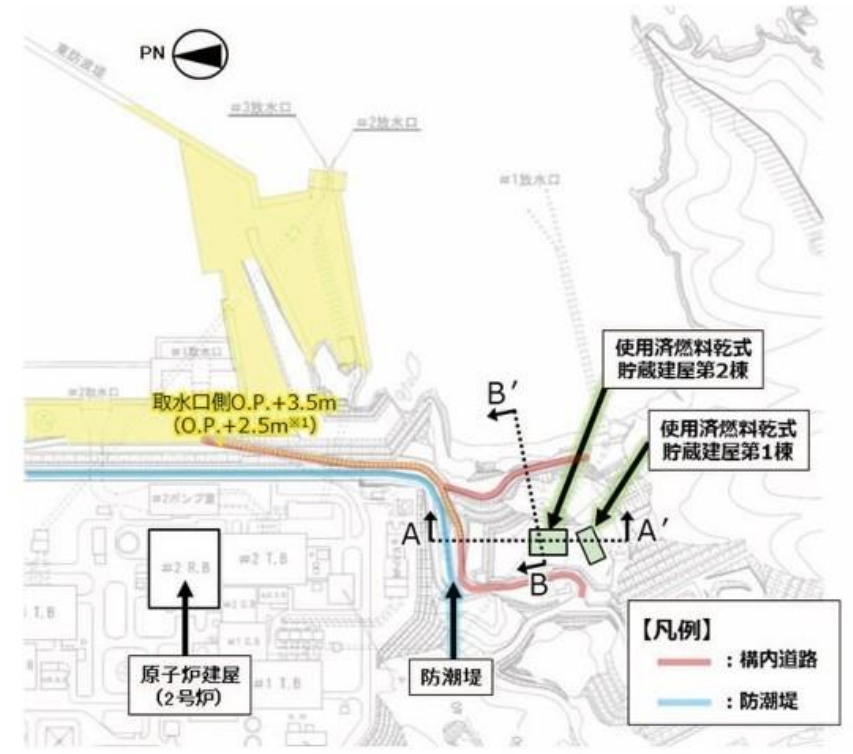 東防波堤
PN
#3放水口
#2放水口
#1放水口
#1取水口
#2取水口
取水口側O.P.+3.5m
(O.P.+2.5m※1)
使用済燃料乾式
貯蔵建屋第2棟
使用済燃料乾式
貯蔵建屋第1棟
B′
A
A′
B
#2ポンプ室
#2 R.B
#2 T.B
T.B
#1 T.B
原子炉建屋
(2号炉)
防潮堤
【凡例】
：構内道路
：防潮堤